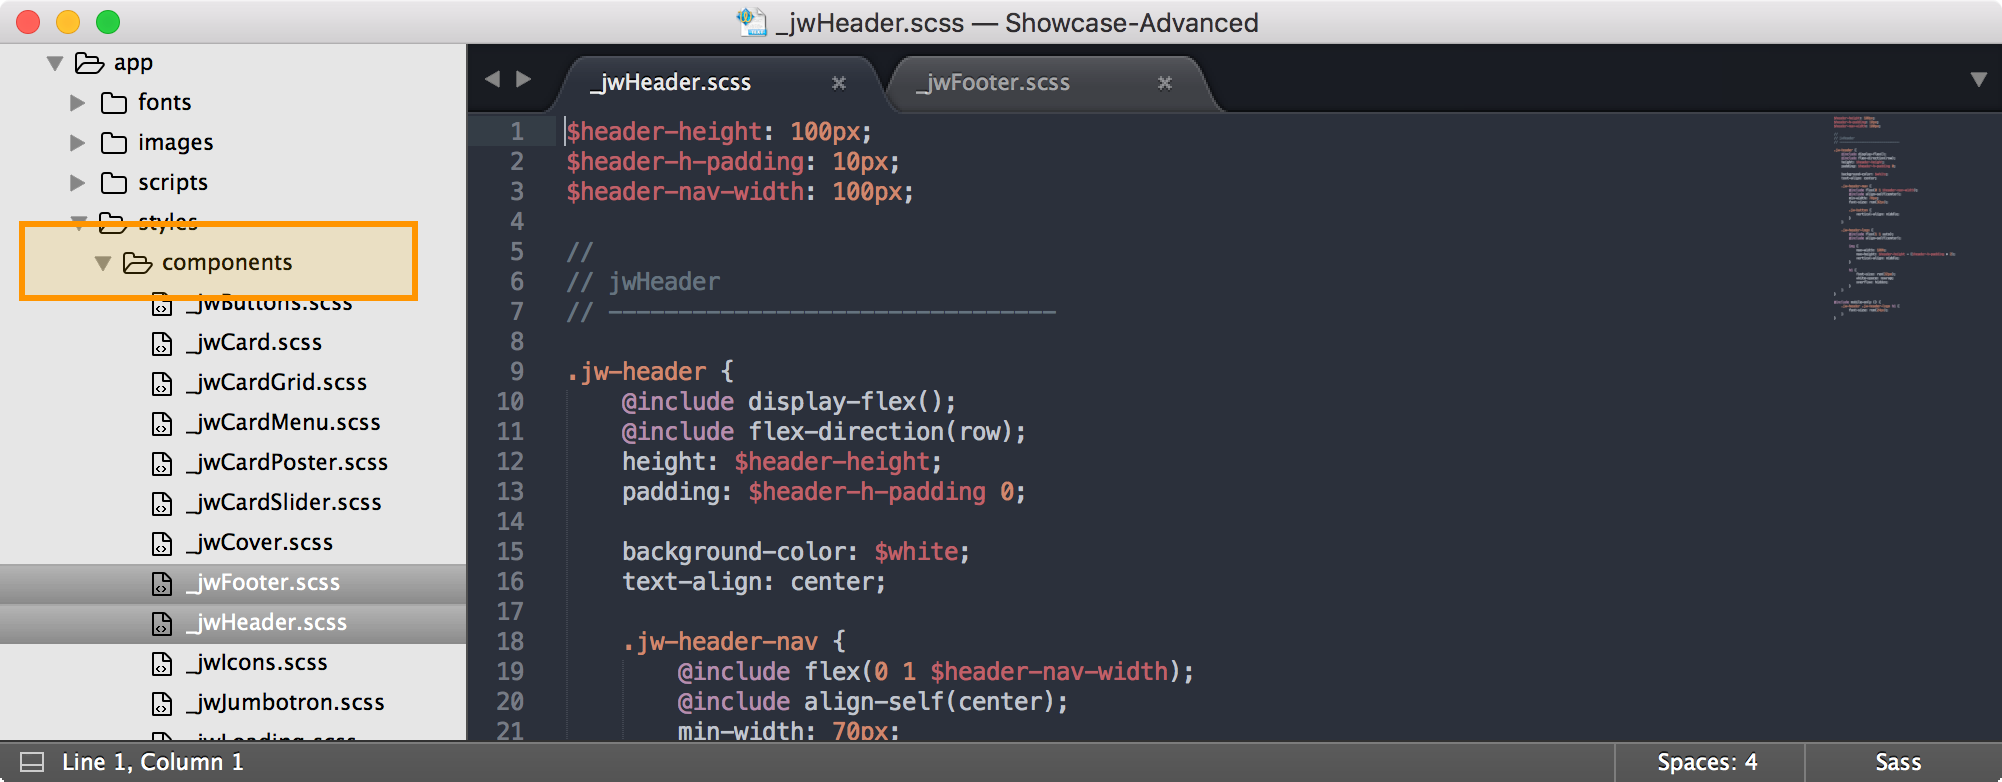 _jwHeader.scss — Showcase-Advanced
app
fonts
images
scripts
styles
components
_jwButtons.scss
_jwCard.scss
_jwCardGrid.scss
_jwCardMenu.scss
_jwCardPoster.scss
_jwCardSlider.scss
_jwCover.scss
_jwFooter.scss
_jwHeader.scss
_jwIcons.scss
_jwJumbotron.scss
_jwLoading.scss
_jwHeader.scss × _jwFooter.scss ×
1 $header-height: 100px;
2 $header-h-padding: 10px;
3 $header-nav-width: 100px;
4
5 //
6 // jwHeader
7 // --------------------------------
8
9 .jw-header {
10 @include display-flex();
11 @include flex-direction(row);
12 height: $header-height;
13 padding: $header-h-padding 0;
14
15 background-color: $white;
16 text-align: center;
17
18 .jw-header-nav {
19 @include flex(0 1 $header-nav-width);
20 @include align-self(center);
21 min-width: 70px;
Line 1, Column 1
Spaces: 4
Sass